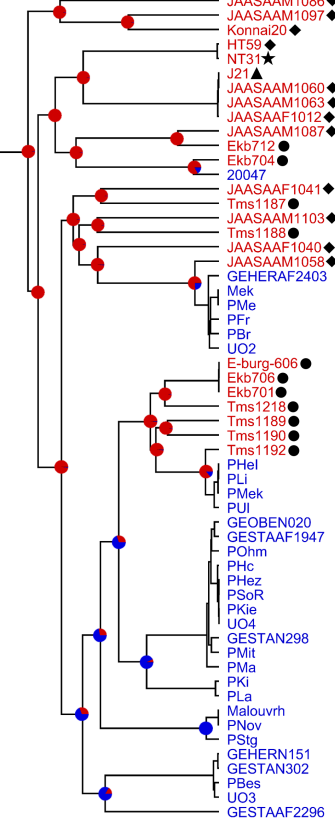 JAASAAM1086
JAASAAM1097
Konnai20
HT59
NT31
J21
JAASAAM1060
JAASAAM1063
JAASAAF1012
JAASAAM1087
Ekb712
Ekb704
20047
JAASAAF1041
Tms1187
JAASAAM1103
Tms1188
JAASAAF1040
JAASAAM1058
GEHERAF2403
Mek
PMe
PFr
PBr
UO2
E-burg-606
Ekb706
Ekb701
Tms1218
Tms1189
Tms1190
Tms1192
PHel
PLi
PMek
PUl
GEOBEN020
GESTAAF1947
POhm
PHc
PHez
PSoR
PKie
UO4
GESTAN298
PMit
PMa
PKi
PLa
Malouvrh
PNov
PStg
GEHERN151
GESTAN302
PBes
UO3
GESTAAF2296